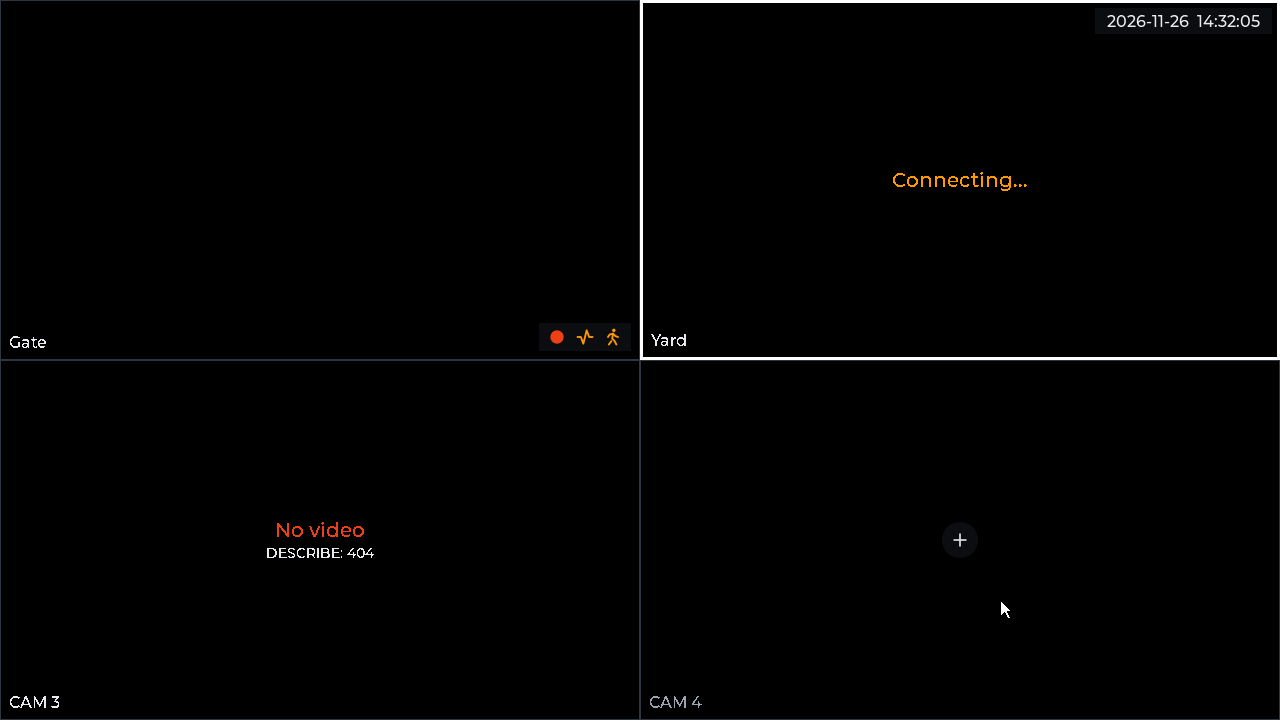 2026-11-26 14:32:05
Connecting...
Gate
Yard
No video
DESCRIBE: 404
CAM 3
CAM 4